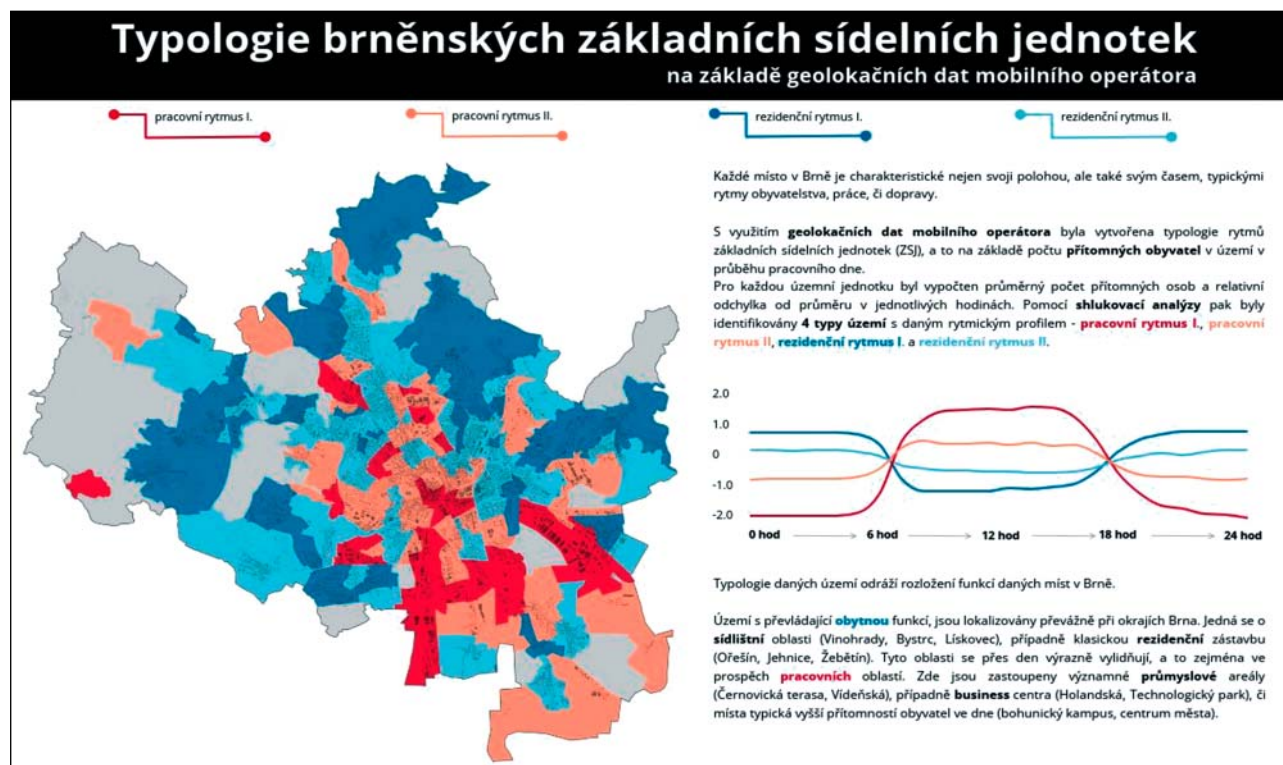 Typologie brněnských základních sídelních jednotek
na základě geolokačních dat mobilního operátora
pracovní rytmus I.
pracovní rytmus II.
rezidenční rytmus I.
rezidenční rytmus II.
Každé místo v Brně je charakteristické nejen svoji polohou, ale také svým časem, typickými
rytmy obyvatelstva, práce, či dopravy.
S využitím geolokačních dat mobilního operátora byla vytvořena typologie rytmů
základních sídelních jednotek (ZSJ), a to na základě počtu přítomných obyvatel v území v
průběhu pracovního dne.
Pro každou územní jednotku byl vypočten průměrný počet přítomných osob a relativní
odchylka od průměru v jednotlivých hodinách. Pomocí shlukovací analýzy pak byly
identifikovány 4 typy území s daným rytmickým profilem - pracovní rytmus I., pracovní
rytmus II, rezidenční rytmus I. a rezidenční rytmus II.
2.0
1.0
0
-1.0
-2.0
0 hod 6 hod 12 hod 18 hod 24 hod
Typologie daných území odráží rozložení funkcí daných míst v Brně.
Území s převládající obytnou funkcí, jsou lokalizovány převážně při okrajích Brna. Jedná se o
sídlištní oblasti (Vinohrady, Bystrc, Lískovec), případně klasickou rezidenční zástavbu
(Ořešín, Jehnice, Žebětín). Tyto oblasti se přes den výrazně vylidňují, a to zejména ve
prospěch pracovních oblastí. Zde jsou zastoupeny významné průmyslové areály
(Černovická terasa, Vídeňská), případně business centra (Holandská, Technologický park), či
místa typická vyšší přítomností obyvatel ve dne (bohunický kampus, centrum města).